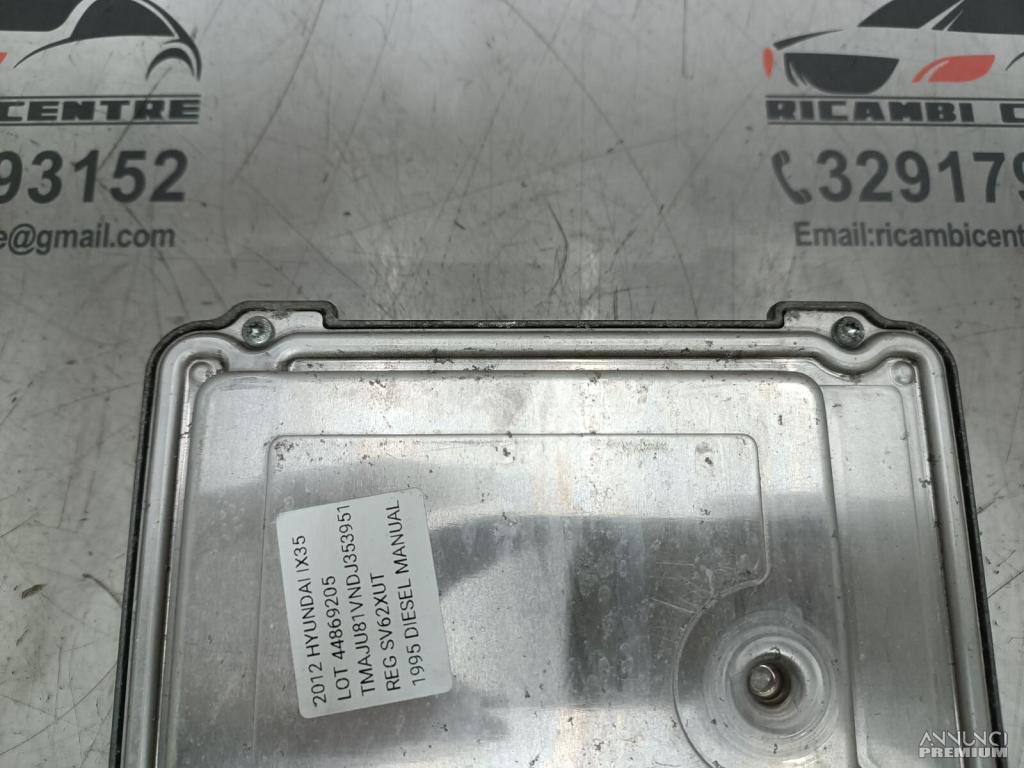 CENTRE
93152
e@gmail.com
RICAMBI C
329179
Email:ricambicent
2012 HYUNDAI IX35
LOT 44869205
TMAJU81VNDJ353951
REG SV62XUT
1995 DIESEL MANUAL
ANNUNCI
PREMIUM